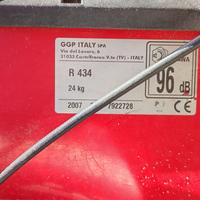 GGP ITALY SPA
Via del Lavoro, 6
31033 Castelfranco V.to (TV) - ITALY
R 434
24 kg
96
dB
2007
7922728
P